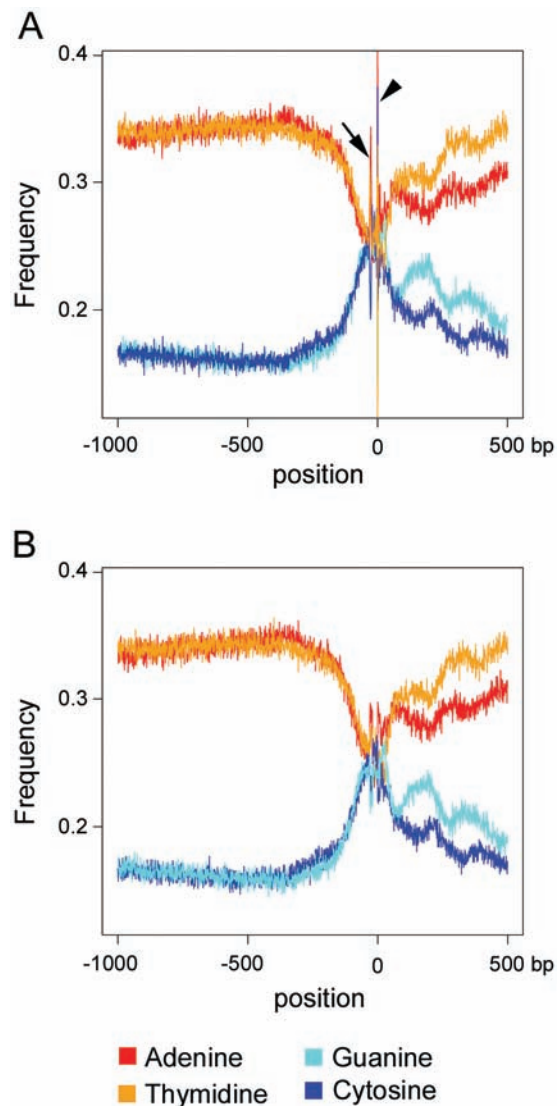 A
0.4
0.3
0.2
Frequency
-1000 -500 0 500 bp
position
B
0.4
0.3
0.2
Frequency
-1000 -500 0 500 bp
position
Adenine Guanine
Thymidine Cytosine